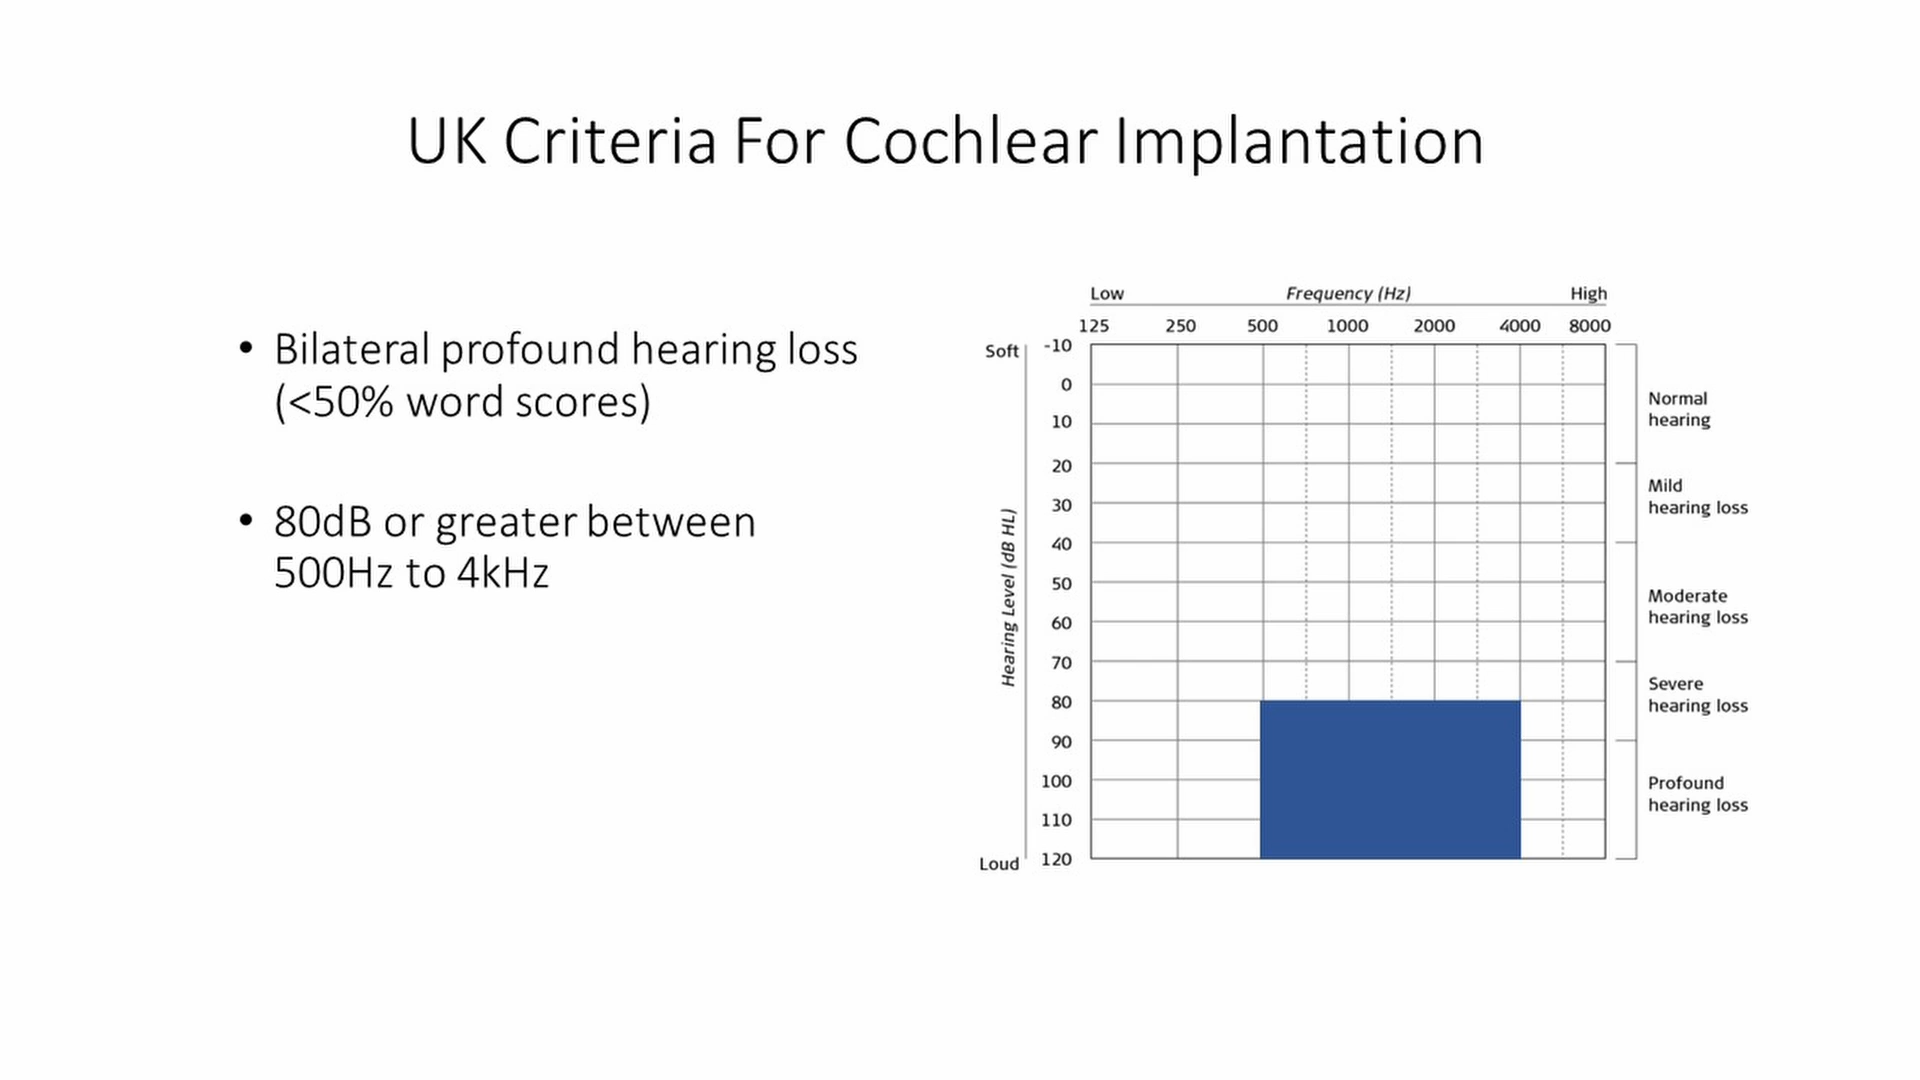 UK Criteria For Cochlear Implantation
• Bilateral profound hearing loss
(<50% word scores)
• 80dB or greater between
500Hz to 4kHz
Low Frequency (Hz) High
125 250 500 1000 2000 4000 8000
Soft
Hearing Level (dB HL)
Loud
-10
0
10
20
30
40
50
60
70
80
90
100
110
120
Normal
hearing
Mild
hearing loss
Moderate
hearing loss
Severe
hearing loss
Profound
hearing loss